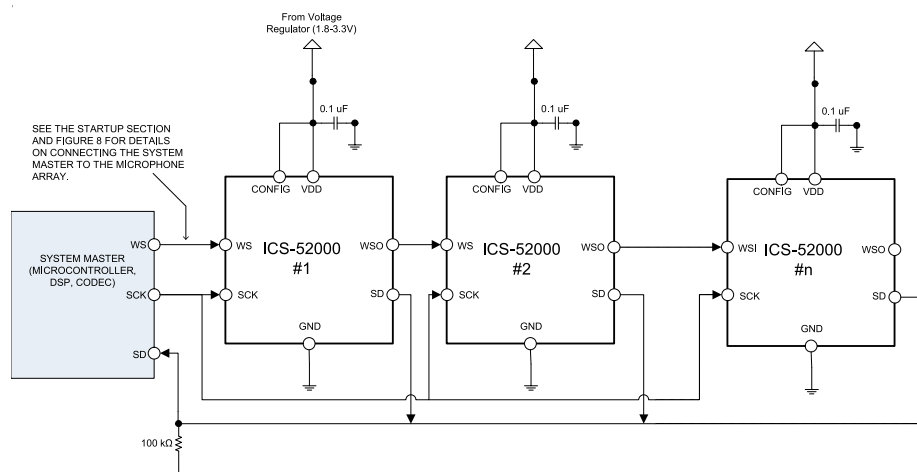 From Voltage
Regulator (1.8-3.3V)
0.1 uF
0.1 uF
0.1 uF
SEE THE STARTUP SECTION
AND FIGURE 8 FOR DETAILS
ON CONNECTING THE SYSTEM
MASTER TO THE MICROPHONE
ARRAY.
CONFIG
VDD
CONFIG
VDD
CONFIG
VDD
SYSTEM MASTER
(MICROCONTROLLER,
DSP, CODEC)
WS
SCK
SD
WS
ICS-52000
#1
WSO
SCK
SD
GND
WS
ICS-52000
#2
WSO
SCK
SD
GND
WSI
ICS-52000
#n
WSO
SCK
SD
GND
100 kΩ